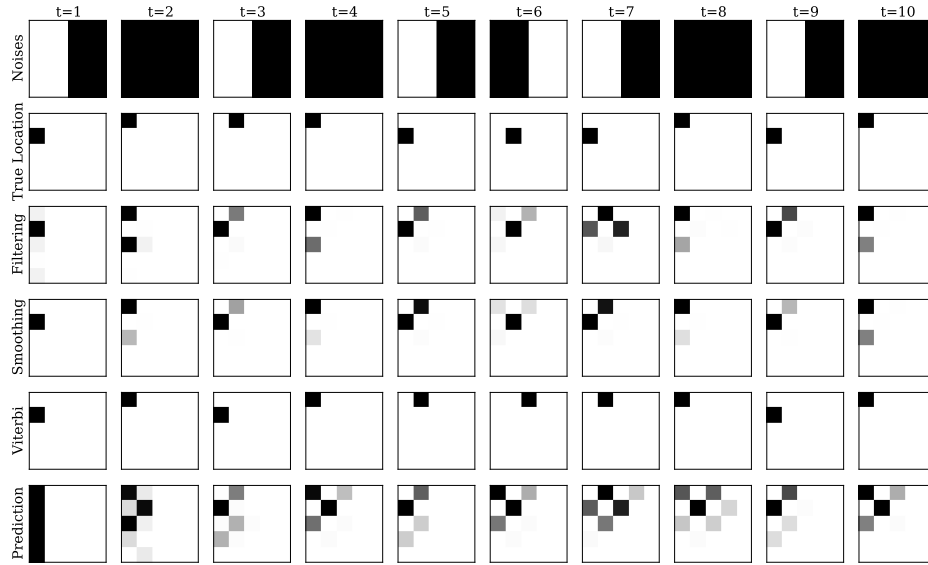 t=1 t=2 t=3 t=4 t=5 t=6 t=7 t=8 t=9 t=10
Noises
True Location
Filtering
Smoothing
Viterbi
Prediction